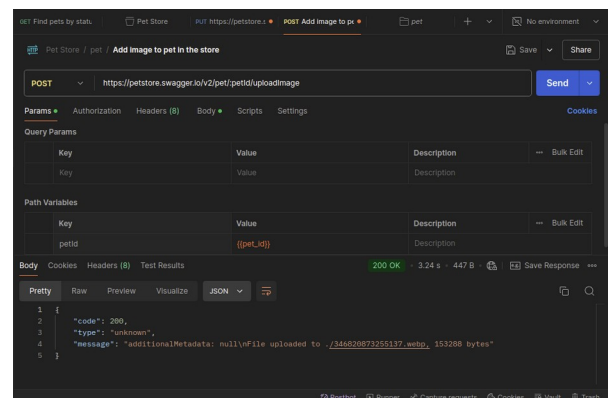 GET Find pets by statu. Pet Store PUT https://petstore.s POST Add image to pe pet No environment
HTTP Pet Store / pet / Add image to pet in the store Save Share
POST https://petstore.swagger.io/v2/pet/:petId/uploadImage Send
Params Authorization Headers (8) Body Scripts Settings Cookies
Query Params
Key Value Description ••• Bulk Edit
Key Value Description
Path Variables
Key Value Description ••• Bulk Edit
petId {{pet_id}} Description
Body Cookies Headers (8) Test Results 200 OK 3.24 s 447 B Save Response •••
Pretty Raw Preview Visualize JSON
1 {
2 "code": 200,
3 "type": "unknown",
4 "message": "additionalMetadata: null\nFile uploaded to ./346820873255137.webp, 153288 bytes"
5 }
Postbot Runner Capture requests Cookies Vault Trash